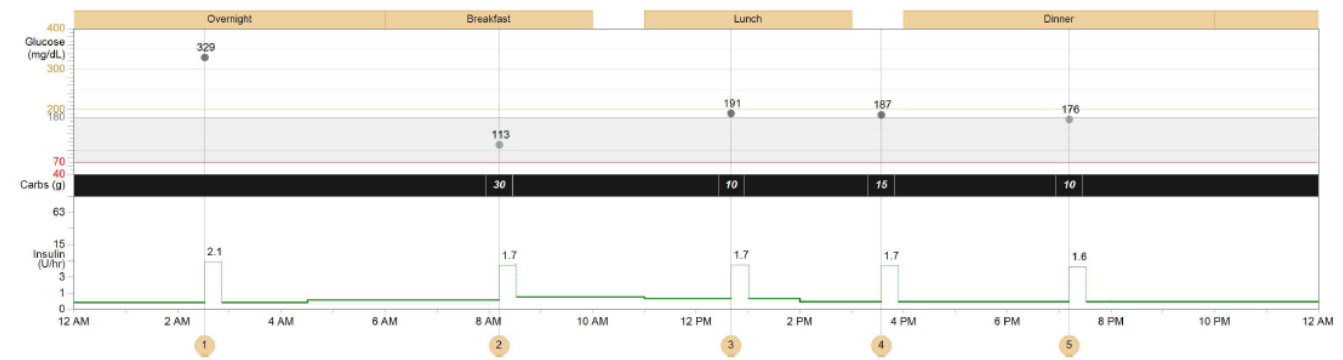 Overnight Breakfast Lunch Dinner
400
Glucose
(mg/dL)
329
300
200
191
187
176
180
113
70
40
Carbs (g) 30 10 15 10
63
15
Insulin
(U/hr)
2.1 1.7 1.7 1.7 1.6
3
1
0
12 AM 2 AM 4 AM 6 AM 8 AM 10 AM 12 PM 2 PM 4 PM 6 PM 8 PM 10 PM 12 AM
1 2 3 4 5